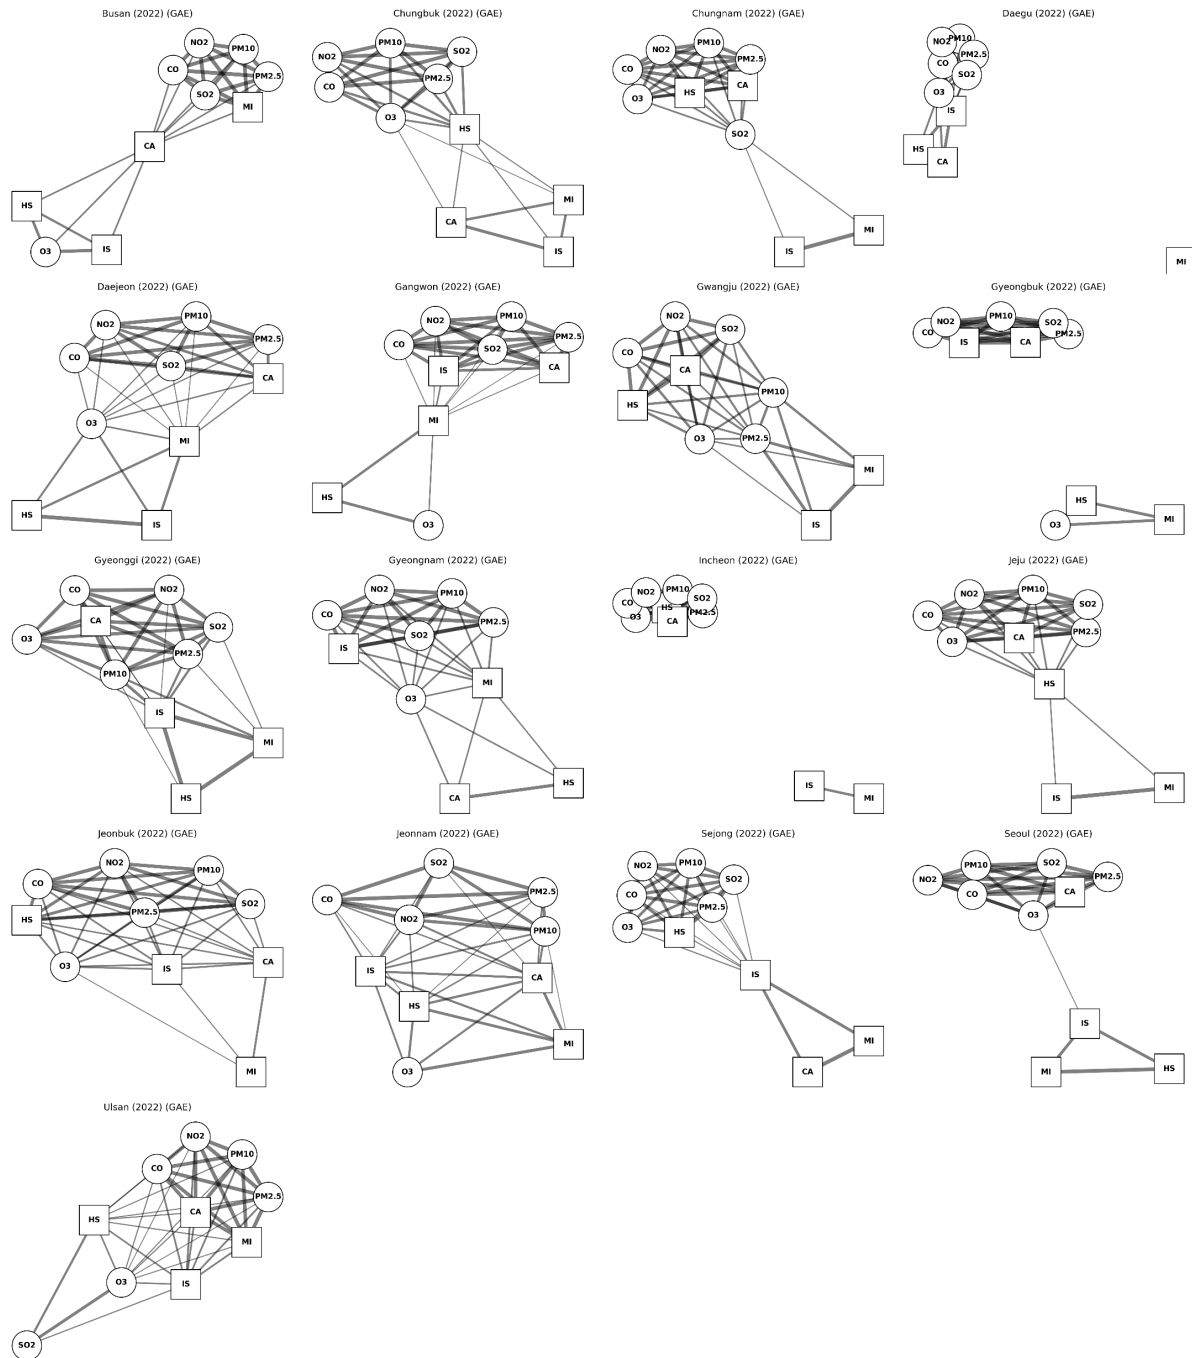 Busan (2022) (GAE)
NO2
PM10
CO
PM2.5
SO2
MI
CA
HS
O3
IS
Chungbuk (2022) (GAE)
PM10
SO2
NO2
PM2.5
CO
O3
HS
MI
CA
IS
Chungnam (2022) (GAE)
NO2
PM10
PM2.5
CO
CA
HS
O3
SO2
MI
IS
Daegu (2022) (GAE)
PM10
NO2
PM2.5
CO
SO2
O3
IS
HS
CA
MI
Daejeon (2022) (GAE)
PM10
NO2
PM2.5
CO
SO2
CA
O3
MI
HS
IS
Gangwon (2022) (GAE)
PM10
NO2
PM2.5
CO
SO2
CA
IS
MI
HS
O3
Gwangju (2022) (GAE)
NO2
SO2
CO
CA
PM10
HS
O3
PM2.5
MI
IS
Gyeongbuk (2022) (GAE)
PM10
NO2
SO2
CO
PM2.5
IS
CA
HS
MI
O3
Gyeonggi (2022) (GAE)
CO
NO2
CA
SO2
O3
PM2.5
PM10
IS
MI
HS
Gyeongnam (2022) (GAE)
NO2
PM10
CO
PM2.5
SO2
IS
MI
O3
HS
CA
Incheon (2022) (GAE)
PM10
NO2
SO2
CO
HS
PM2.5
O3
CA
IS
MI
Jeju (2022) (GAE)
PM10
NO2
SO2
CO
PM2.5
CA
O3
HS
MI
IS
Jeonbuk (2022) (GAE)
NO2
PM10
CO
SO2
PM2.5
HS
CA
O3
IS
MI
Jeonnam (2022) (GAE)
SO2
PM2.5
CO
NO2
PM10
IS
CA
HS
MI
O3
Sejong (2022) (GAE)
PM10
NO2
SO2
CO
PM2.5
O3
HS
IS
MI
CA
Seoul (2022) (GAE)
SO2
PM10
PM2.5
NO2
CA
CO
O3
IS
HS
MI
Ulsan (2022) (GAE)
NO2
PM10
CO
PM2.5
CA
HS
MI
O3
IS
SO2